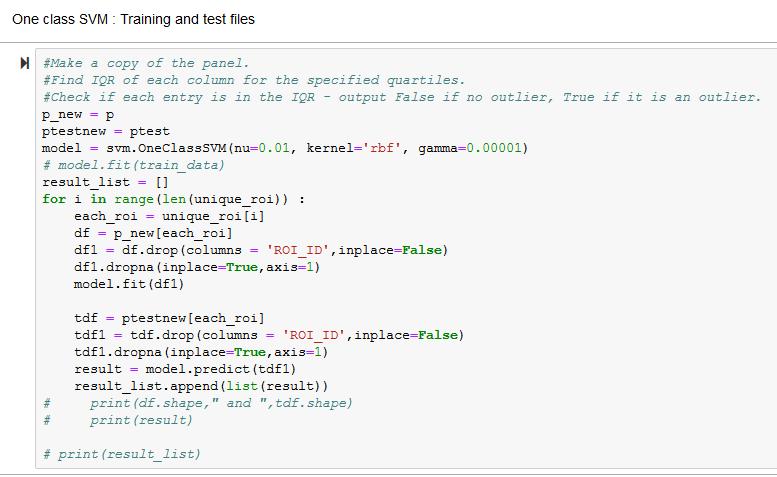 One class SVM : Training and test files
#Make a copy of the panel.
#Find IQR of each column for the specified quartiles.
#Check if each entry is in the IQR - output False if no outlier, True if it is an outlier.
p_new = p
ptestnew = ptest
model = svm.OneClassSVM(nu=0.01, kernel='rbf', gamma=0.00001)
# model.fit(train_data)
result_list = []
for i in range(len(unique_roi)) :
    each_roi = unique_roi[i]
    df = p_new[each_roi]
    df1 = df.drop(columns = 'ROI_ID',inplace=False)
    df1.dropna(inplace=True,axis=1)
    model.fit(df1)

    tdf = ptestnew[each_roi]
    tdf1 = tdf.drop(columns = 'ROI_ID',inplace=False)
    tdf1.dropna(inplace=True,axis=1)
    result = model.predict(tdf1)
    result_list.append(list(result))
#     print(df.shape," and ",tdf.shape)
#     print(result)

# print(result_list)